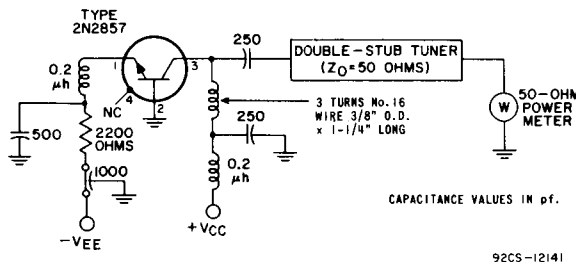 TYPE
2N2857
250
DOUBLE-STUB TUNER
(ZO=50 OHMS)
1
3
0.2
μh
NC
4
2
3 TURNS No.16
WIRE 3/8" O.D.
x 1-1/4" LONG
W
50-OHM
POWER
METER
500
2200
OHMS
250
1000
0.2
μh
-VEE
+VCC
CAPACITANCE VALUES IN pf.
92CS-12141